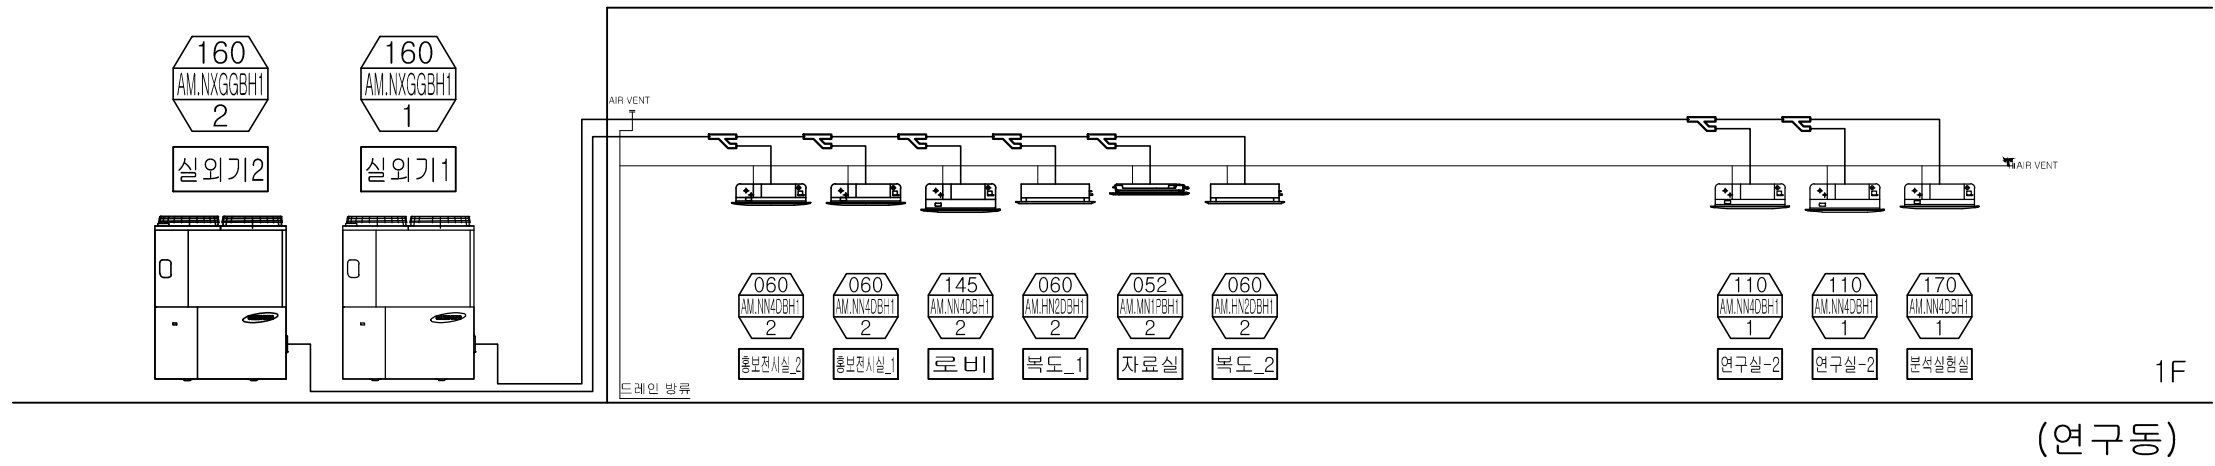 160
AM.NXGGBH1
2
실외기2
160
AM.NXGGBH1
1
실외기1
AIR VENT
AIR VENT
060
AM.NN4DBH1
2
홍보전시실_2
060
AM.NN4DBH1
2
홍보전시실_1
145
AM.NN4DBH1
2
로비
060
AM.HN2DBH1
2
복도_1
052
AM.MN1PBH1
2
자료실
060
AM.HN2DBH1
2
복도_2
110
AM.NN4DBH1
1
연구실-2
110
AM.NN4DBH1
1
연구실-2
170
AM.NN4DBH1
1
분석실험실
드레인 방류
1F
(연구동)